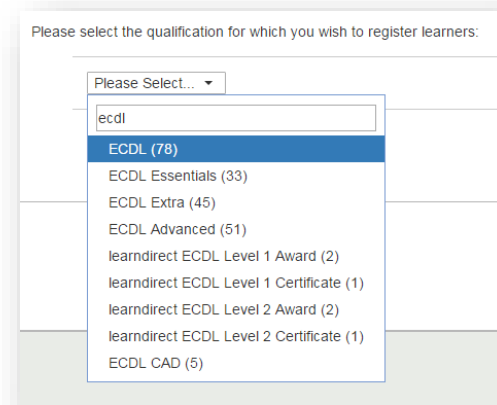 Please select the qualification for which you wish to register learners:
Please Select...
ecdl
ECDL (78)
ECDL Essentials (33)
ECDL Extra (45)
ECDL Advanced (51)
learndirect ECDL Level 1 Award (2)
learndirect ECDL Level 1 Certificate (1)
learndirect ECDL Level 2 Award (2)
learndirect ECDL Level 2 Certificate (1)
ECDL CAD (5)